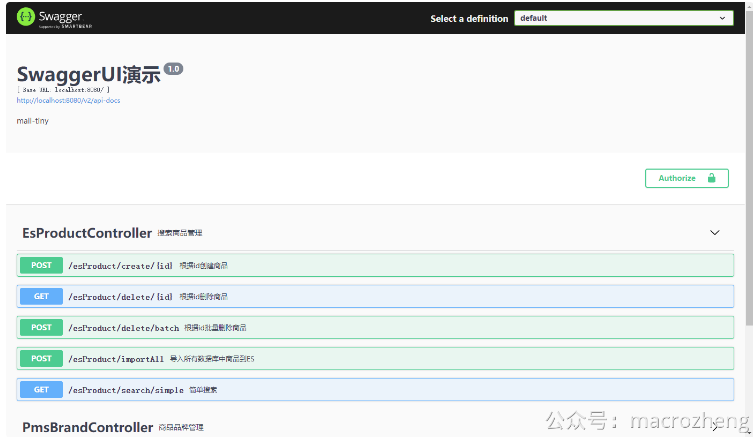 Swagger
Supported by SMARTBEAR
Select a definition
default
SwaggerUI演示 1.0
[ Base URL: localhost:8080/ ]
http://localhost:8080/v2/api-docs
mall-tiny
Authorize
EsProductController 搜索商品管理
POST /esProduct/create/{id} 根据id创建商品
GET /esProduct/delete/{id} 根据id删除商品
POST /esProduct/delete/batch 根据id批量删除商品
POST /esProduct/importAll 导入所有数据库中商品到ES
GET /esProduct/search/simple 简单搜索
PmsBrandController 商品品牌管理
公众号：macrozheng